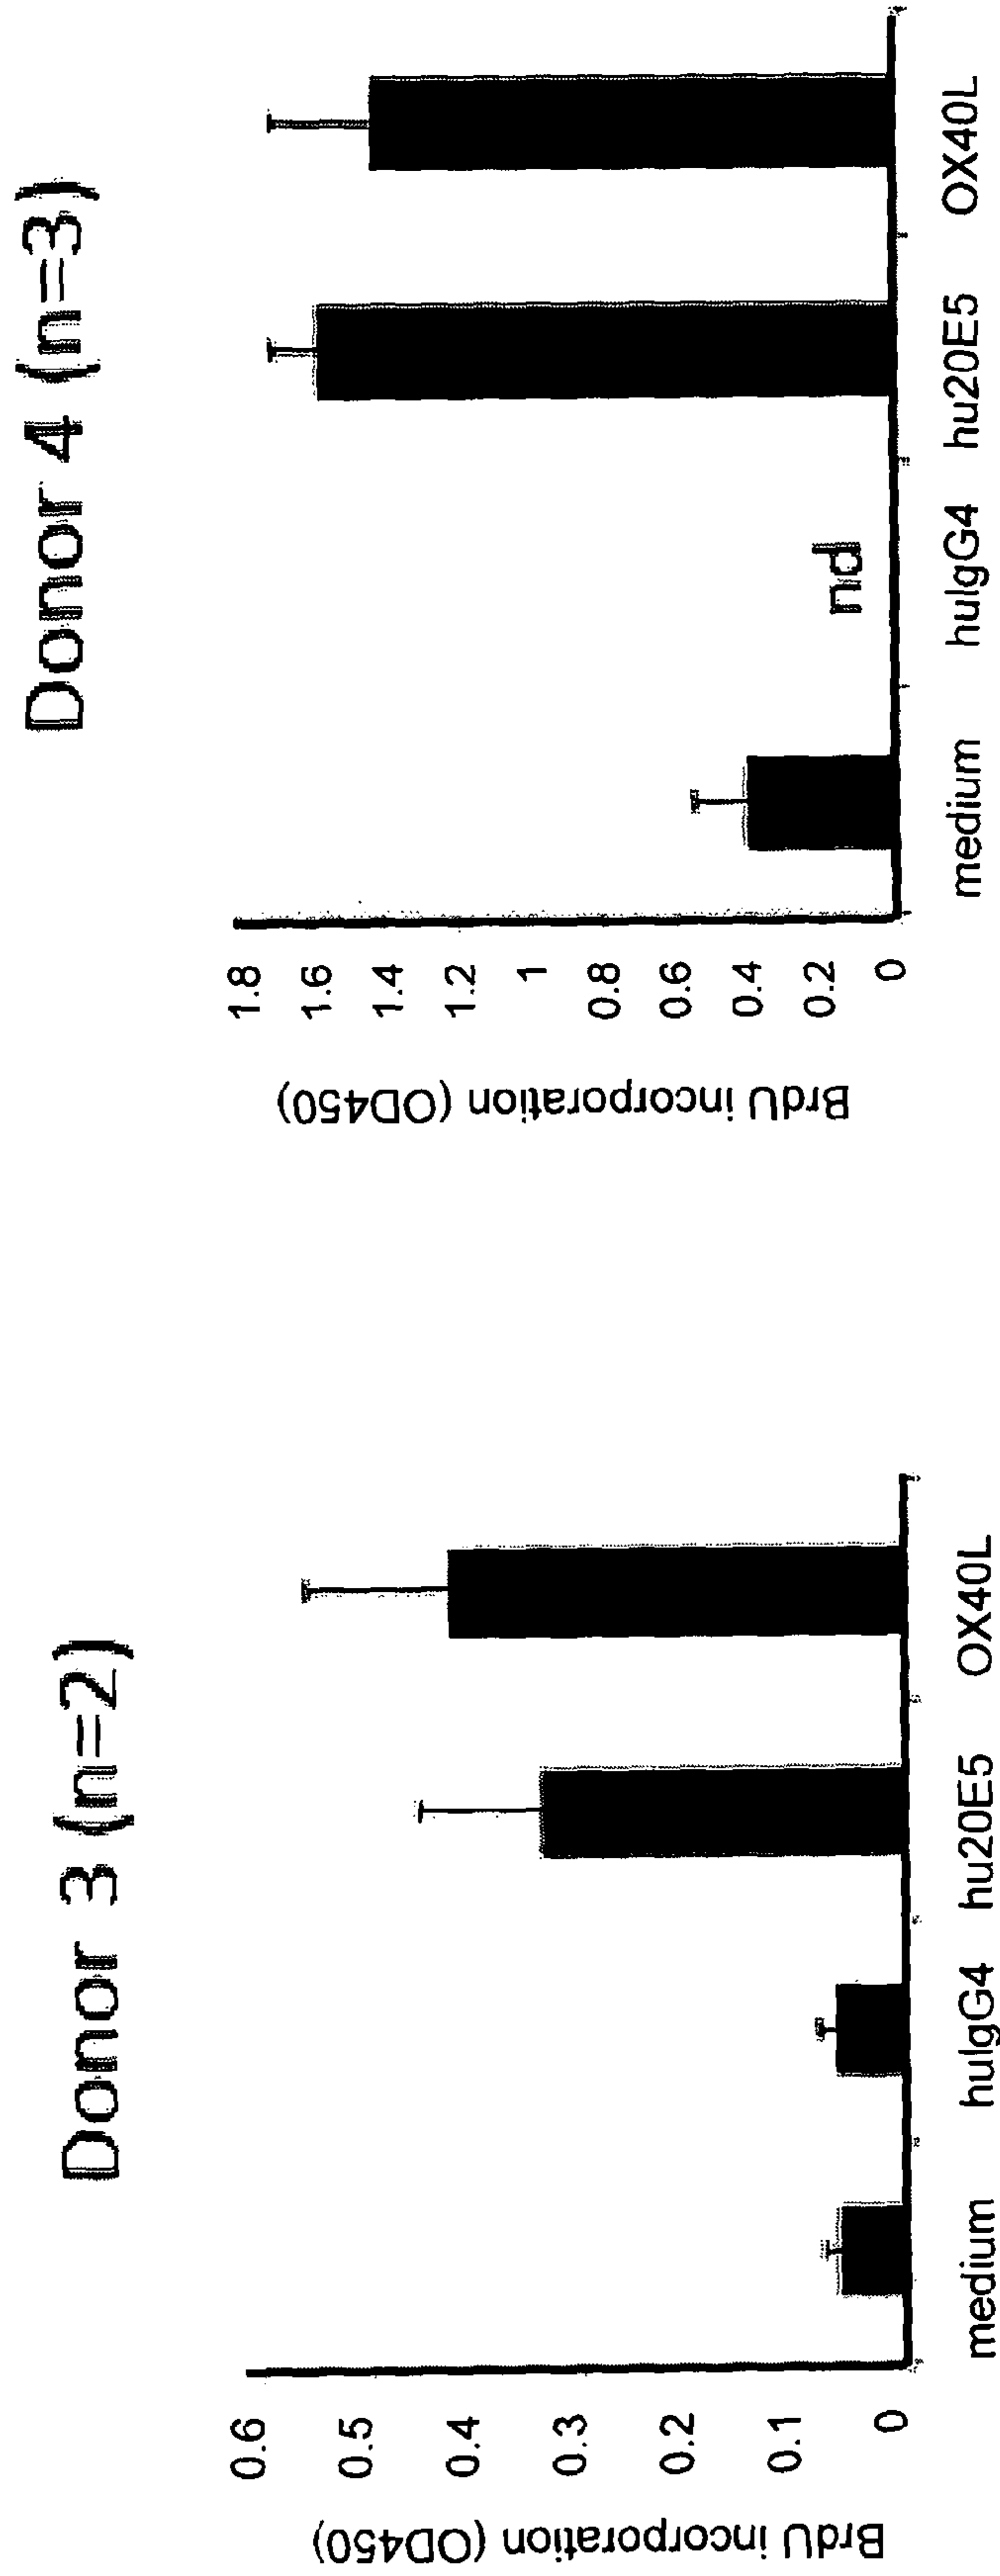 Donor 3 (n=2)
BrdU incorporation (OD450)
0.6
0.5
0.4
0.3
0.2
0.1
0
medium huIgG4 hu20E5 OX40L
Donor 4 (n=3)
BrdU incorporation (OD450)
1.8
1.6
1.4
1.2
1
0.8
0.6
0.4
0.2
0
nd
medium huIgG4 hu20E5 OX40L